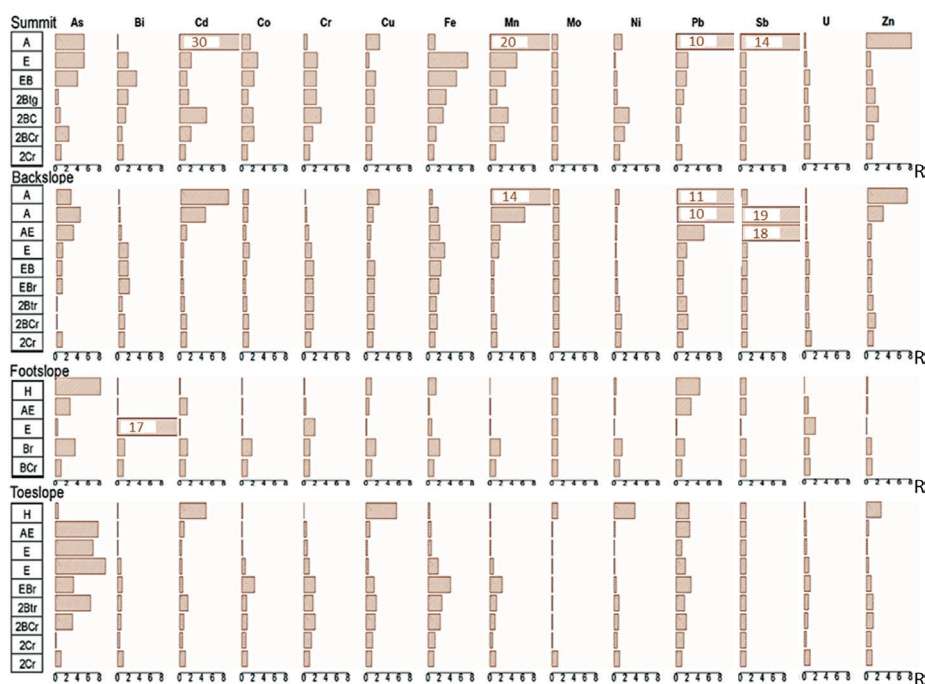 Summit As Bi Cd Co Cr Cu Fe Mn Mo Ni Pb Sb U Zn
A 30 20 10 14
E
EB
2Btg
2BC
2BCr
2Cr
0 2 4 6 8 0 2 4 6 8 0 2 4 6 8 0 2 4 6 8 0 2 4 6 8 0 2 4 6 8 0 2 4 6 8 0 2 4 6 8 0 2 4 6 8 0 2 4 6 8 0 2 4 6 8 0 2 4 6 8 0 2 4 6 8 0 2 4 6 8 R
Backslope
A 14 11
A 10 19
AE 18
E
EB
EBr
2Btr
2BCr
2Cr
0 2 4 6 8 0 2 4 6 8 0 2 4 6 8 0 2 4 6 8 0 2 4 6 8 0 2 4 6 8 0 2 4 6 8 0 2 4 6 8 0 2 4 6 8 0 2 4 6 8 0 2 4 6 8 0 2 4 6 8 0 2 4 6 8 0 2 4 6 8 R
Footslope
H
AE
E 17
Br
BCr
0 2 4 6 8 0 2 4 6 8 0 2 4 6 8 0 2 4 6 8 0 2 4 6 8 0 2 4 6 8 0 2 4 6 8 0 2 4 6 8 0 2 4 6 8 0 2 4 6 8 0 2 4 6 8 0 2 4 6 8 0 2 4 6 8 0 2 4 6 8 R
Toeslope
H
AE
E
E
EBr
2Btr
2BCr
2Cr
2Cr
0 2 4 6 8 0 2 4 6 8 0 2 4 6 8 0 2 4 6 8 0 2 4 6 8 0 2 4 6 8 0 2 4 6 8 0 2 4 6 8 0 2 4 6 8 0 2 4 6 8 0 2 4 6 8 0 2 4 6 8 0 2 4 6 8 0 2 4 6 8 R